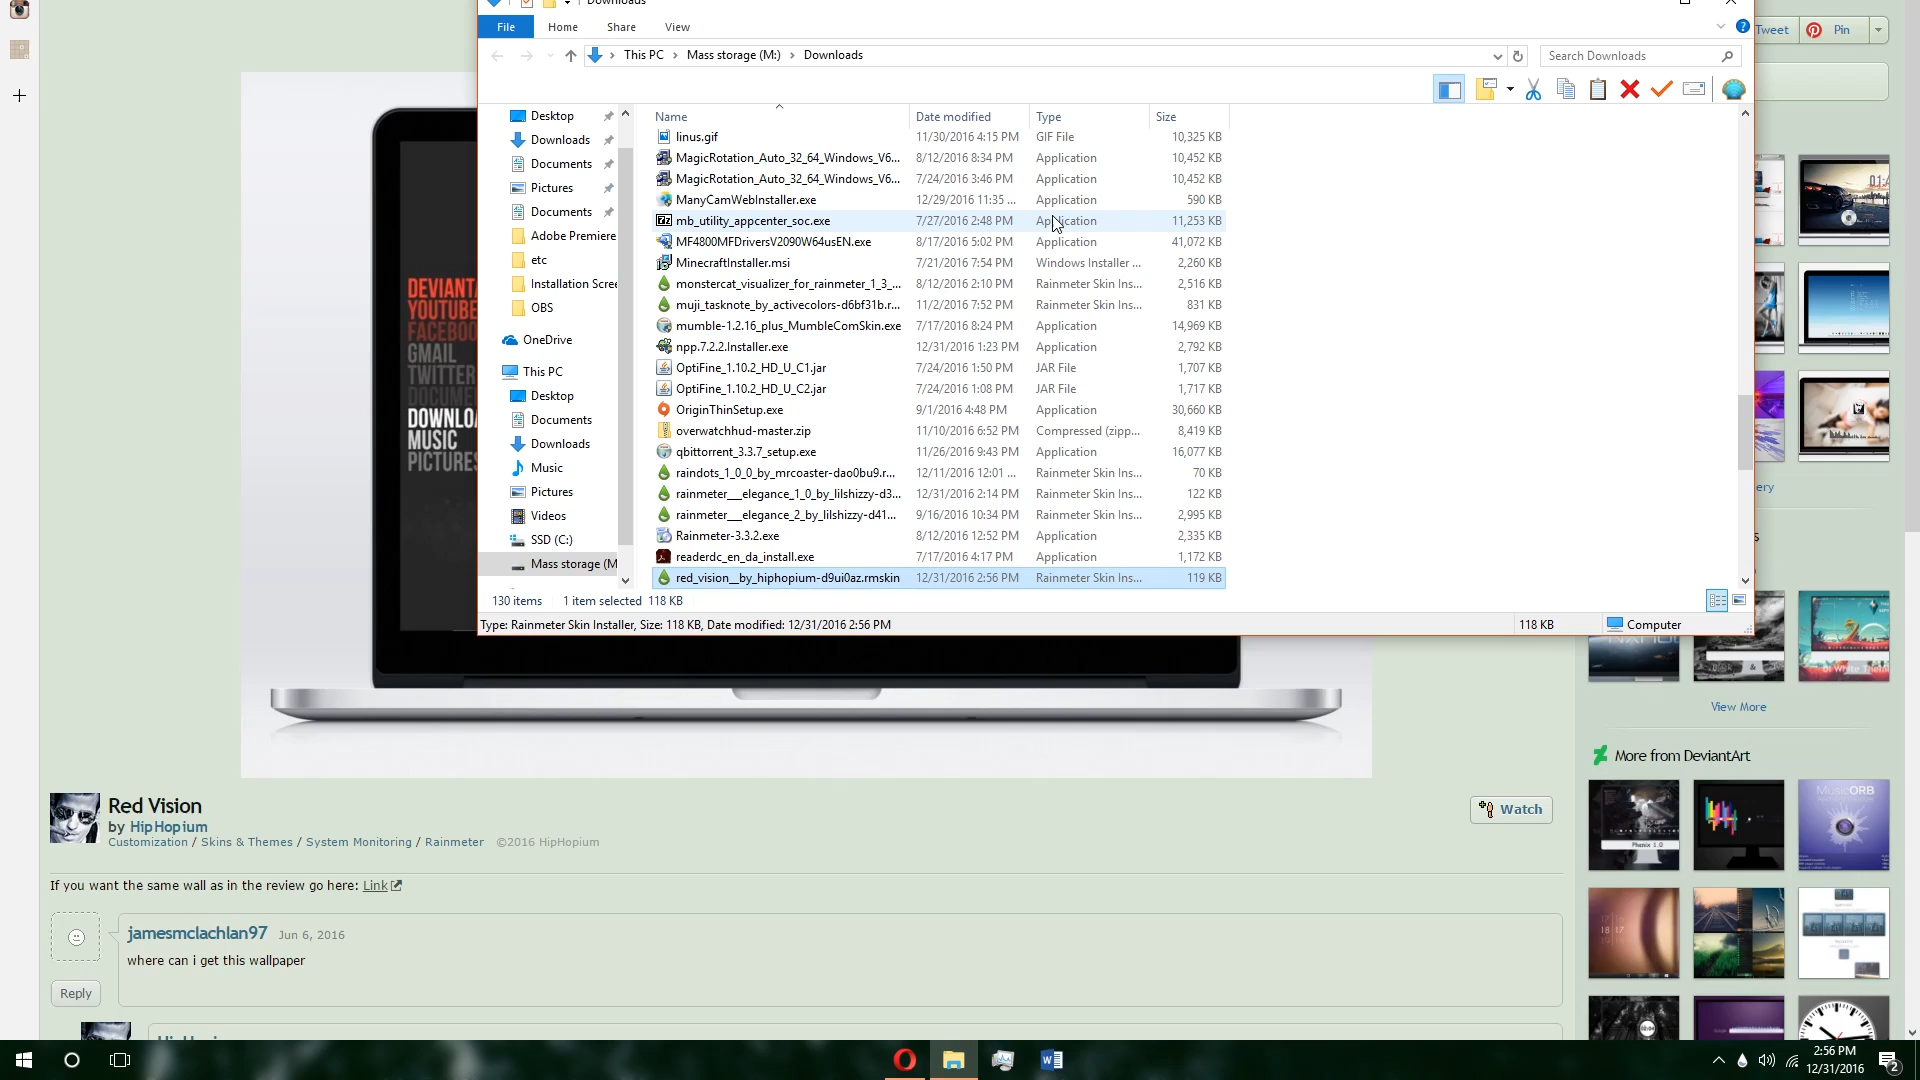 Downloads
File Home Share View
This PC > Mass storage (M:) > Downloads
Search Downloads
Tweet Pin
Desktop
Downloads
Documents
Pictures
Documents
Adobe Premiere
etc
Installation Scree
OBS
OneDrive
This PC
Desktop
Documents
Downloads
Music
Pictures
Videos
SSD (C:)
Mass storage (M
Name Date modified Type Size
linus.gif 11/30/2016 4:15 PM GIF File 10,325 KB
MagicRotation_Auto_32_64_Windows_V6... 8/12/2016 8:34 PM Application 10,452 KB
MagicRotation_Auto_32_64_Windows_V6... 7/24/2016 3:46 PM Application 10,452 KB
ManyCamWebInstaller.exe 12/29/2016 11:35 ... Application 590 KB
mb_utility_appcenter_soc.exe 7/27/2016 2:48 PM Application 11,253 KB
MF4800MFDriversV2090W64usEN.exe 8/17/2016 5:02 PM Application 41,072 KB
MinecraftInstaller.msi 7/21/2016 7:54 PM Windows Installer ... 2,260 KB
monstercat_visualizer_for_rainmeter_1_3_... 8/12/2016 2:10 PM Rainmeter Skin Ins... 2,516 KB
muji_tasknote_by_activecolors-d6bf31b.r... 11/2/2016 7:52 PM Rainmeter Skin Ins... 831 KB
mumble-1.2.16_plus_MumbleComSkin.exe 7/17/2016 8:24 PM Application 14,969 KB
npp.7.2.2.Installer.exe 12/31/2016 1:23 PM Application 2,792 KB
OptiFine_1.10.2_HD_U_C1.jar 7/24/2016 1:50 PM JAR File 1,707 KB
OptiFine_1.10.2_HD_U_C2.jar 7/24/2016 1:08 PM JAR File 1,717 KB
OriginThinSetup.exe 9/1/2016 4:48 PM Application 30,660 KB
overwatchhud-master.zip 11/10/2016 6:52 PM Compressed (zipp... 8,419 KB
qbittorrent_3.3.7_setup.exe 11/26/2016 9:43 PM Application 16,077 KB
raindots_1_0_0_by_mrcoaster-dao0bu9.r... 12/11/2016 12:01 ... Rainmeter Skin Ins... 70 KB
rainmeter___elegance_1_0_by_lilshizzy-d3... 12/31/2016 2:14 PM Rainmeter Skin Ins... 122 KB
rainmeter___elegance_2_by_lilshizzy-d41... 9/16/2016 10:34 PM Rainmeter Skin Ins... 2,995 KB
Rainmeter-3.3.2.exe 8/12/2016 12:52 PM Application 2,335 KB
readerdc_en_da_install.exe 7/17/2016 4:17 PM Application 1,172 KB
red_vision__by_hiphopium-d9ui0az.rmskin 12/31/2016 2:56 PM Rainmeter Skin Ins... 119 KB
130 items 1 item selected 118 KB
Type: Rainmeter Skin Installer, Size: 118 KB, Date modified: 12/31/2016 2:56 PM 118 KB Computer
DEVIANTA
YOUTUBE
FACEBOO
GMAIL
TWITTER
DOCUME
DOWNLOA
MUSIC
PICTURES
ery
s
View More
More from DeviantArt
Phenix 1.0
MusicORB
Red Vision
by HipHopium
Customization / Skins & Themes / System Monitoring / Rainmeter ©2016 HipHopium
Watch
If you want the same wall as in the review go here: Link
jamesmclachlan97 Jun 6, 2016
where can i get this wallpaper
Reply
2:56 PM
12/31/2016
2